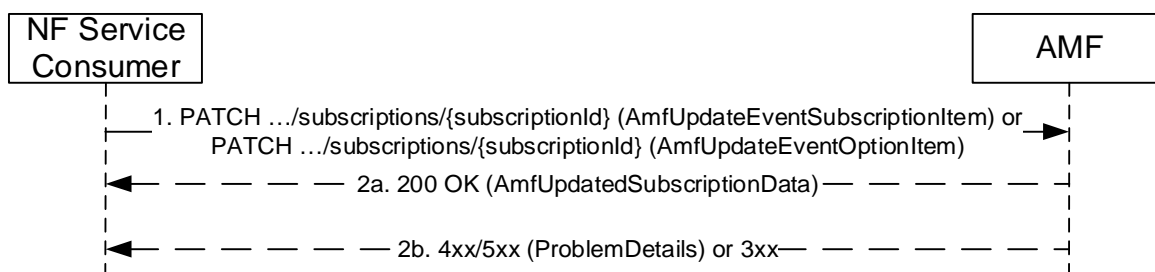 NF Service
Consumer
AMF
1. PATCH …/subscriptions/{subscriptionId} (AmfUpdateEventSubscriptionItem) or
PATCH …/subscriptions/{subscriptionId} (AmfUpdateEventOptionItem)
2a. 200 OK (AmfUpdatedSubscriptionData)
2b. 4xx/5xx (ProblemDetails) or 3xx